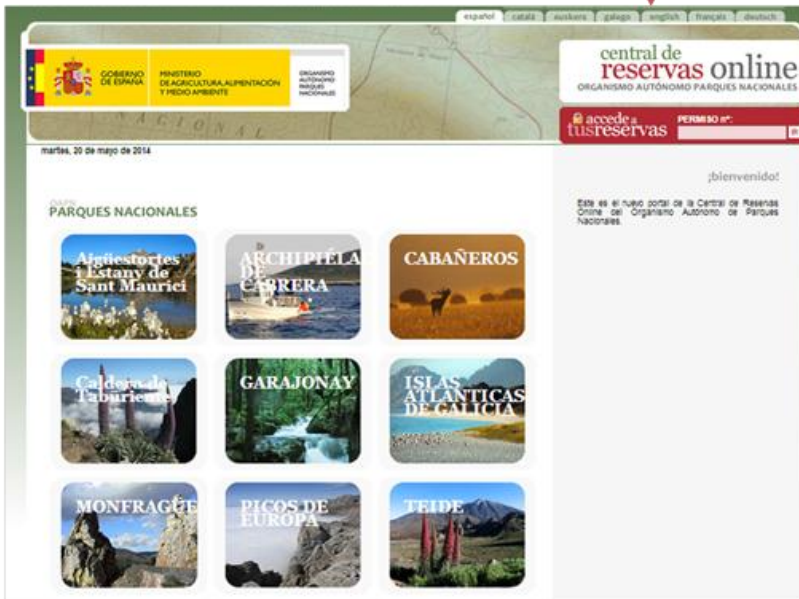 español català euskera galego english français deutsch
GOBIERNO
DE ESPAÑA
MINISTERIO
DE AGRICULTURA, ALIMENTACIÓN
Y MEDIO AMBIENTE
ORGANISMO
AUTÓNOMO
PARQUES
NACIONALES
NACIONAL
central de
reservas online
ORGANISMO AUTÓNOMO PARQUES NACIONALES
accede a
tus reservas
PERMISO nº:
martes, 20 de mayo de 2014
¡bienvenido!
Este es el nuevo portal de la Central de Reservas
Online del Organismo Autónomo de Parques
Nacionales.
OAPN
PARQUES NACIONALES
Aigüestortes
i Estany de
Sant Maurici
ARCHIPIÉLA
DE
CABRERA
CABAÑEROS
Caldera de
Taburiente
GARAJONAY
ISLAS
ATLÁNTICAS
DE GALICIA
MONFRAGÜE
PICOS DE
EUROPA
TEIDE